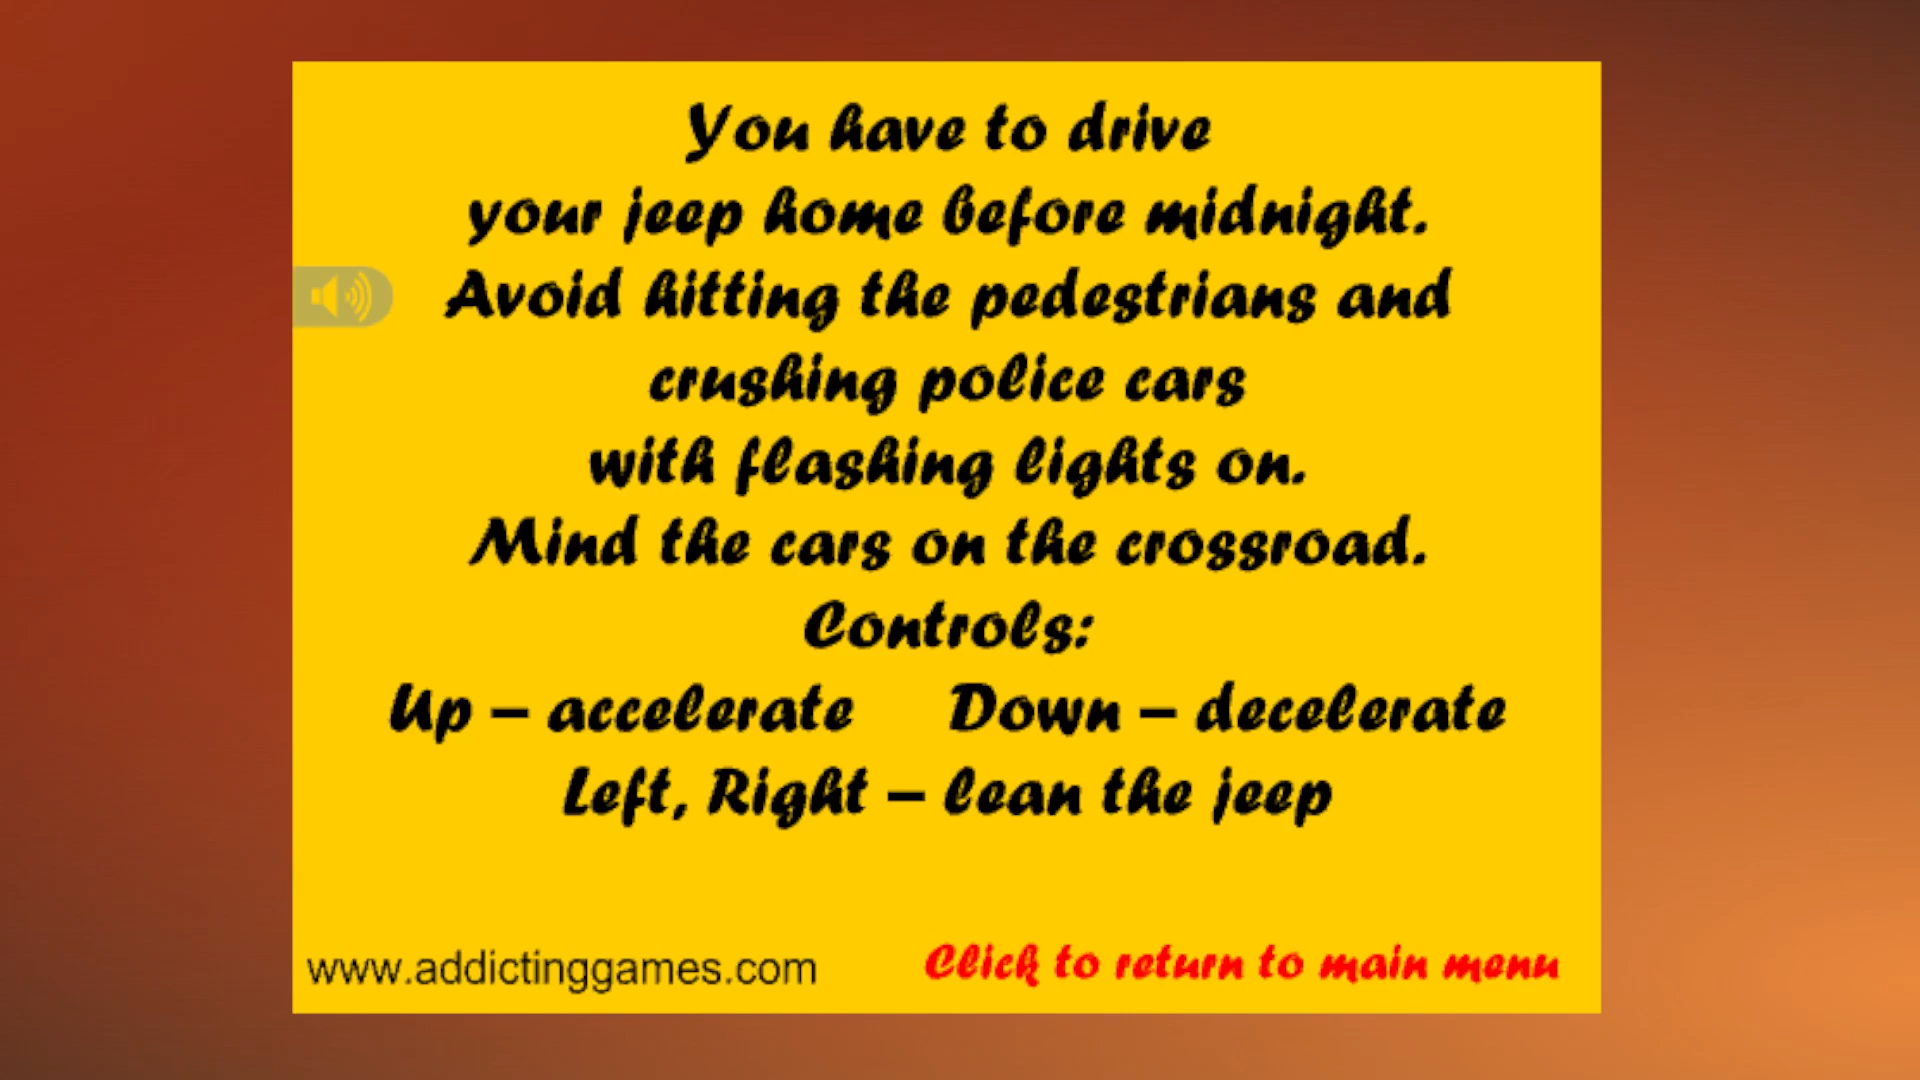 You have to drive
your jeep home before midnight.
Avoid hitting the pedestrians and
crushing police cars
with flashing lights on.
Mind the cars on the crossroad.
Controls:
Up – accelerate Down – decelerate
Left, Right – lean the jeep
www.addictinggames.com
Click to return to main menu